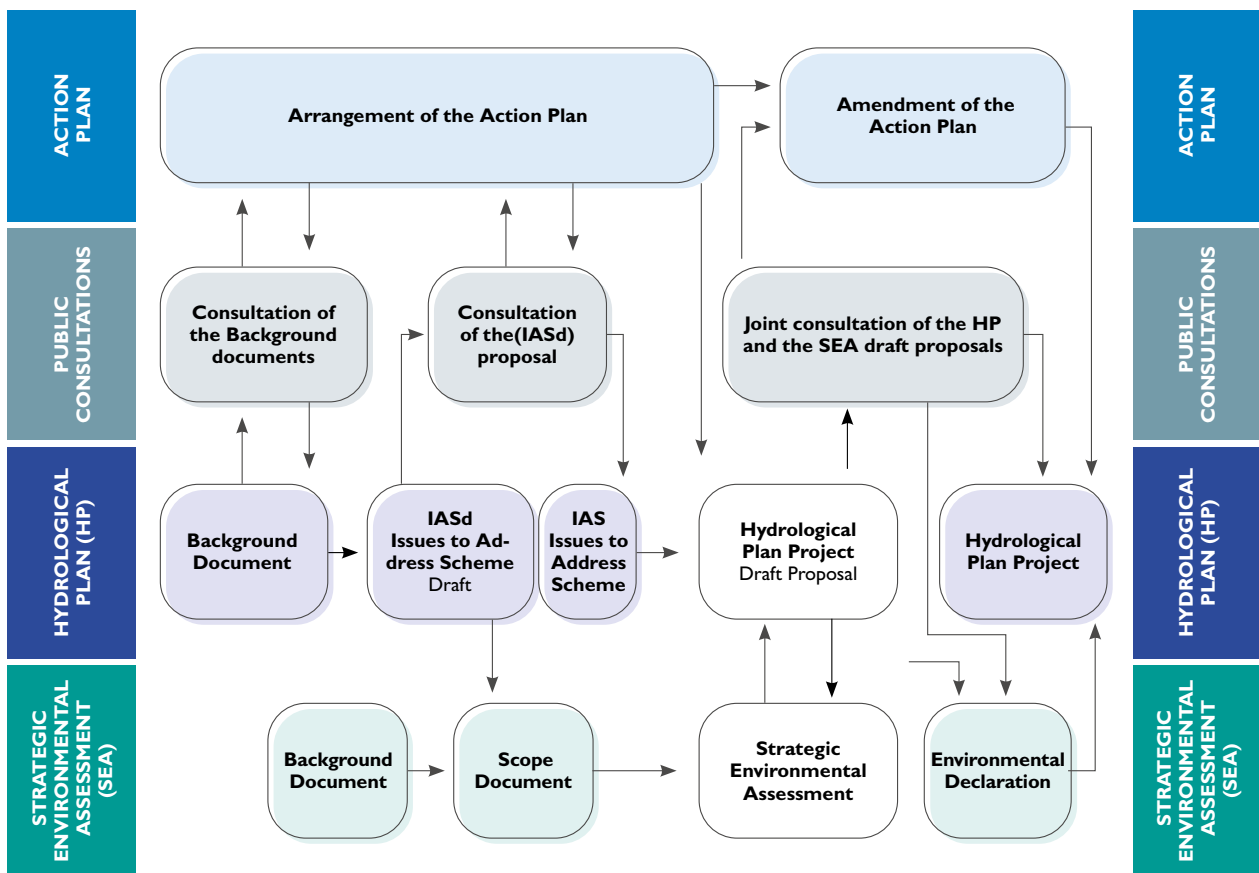 ACTION
PLAN
Arrangement of the Action Plan
Amendment of the
Action Plan
ACTION
PLAN
PUBLIC
CONSULTATIONS
Consultation of
the Background
documents
Consultation
of the(IASd)
proposal
Joint consultation of the HP
and the SEA draft proposals
PUBLIC
CONSULTATIONS
HYDROLOGICAL
PLAN (HP)
Background
Document
IASd
Issues to Ad-
dress Scheme
Draft
IAS
Issues to
Address
Scheme
Hydrological
Plan Project
Draft Proposal
Hydrological
Plan Project
HYDROLOGICAL
PLAN (HP)
STRATEGIC
ENVIRONMENTAL
ASSESSMENT
(SEA)
Background
Document
Scope
Document
Strategic
Environmental
Assessment
Environmental
Declaration
STRATEGIC
ENVIRONMENTAL
ASSESSMENT
(SEA)